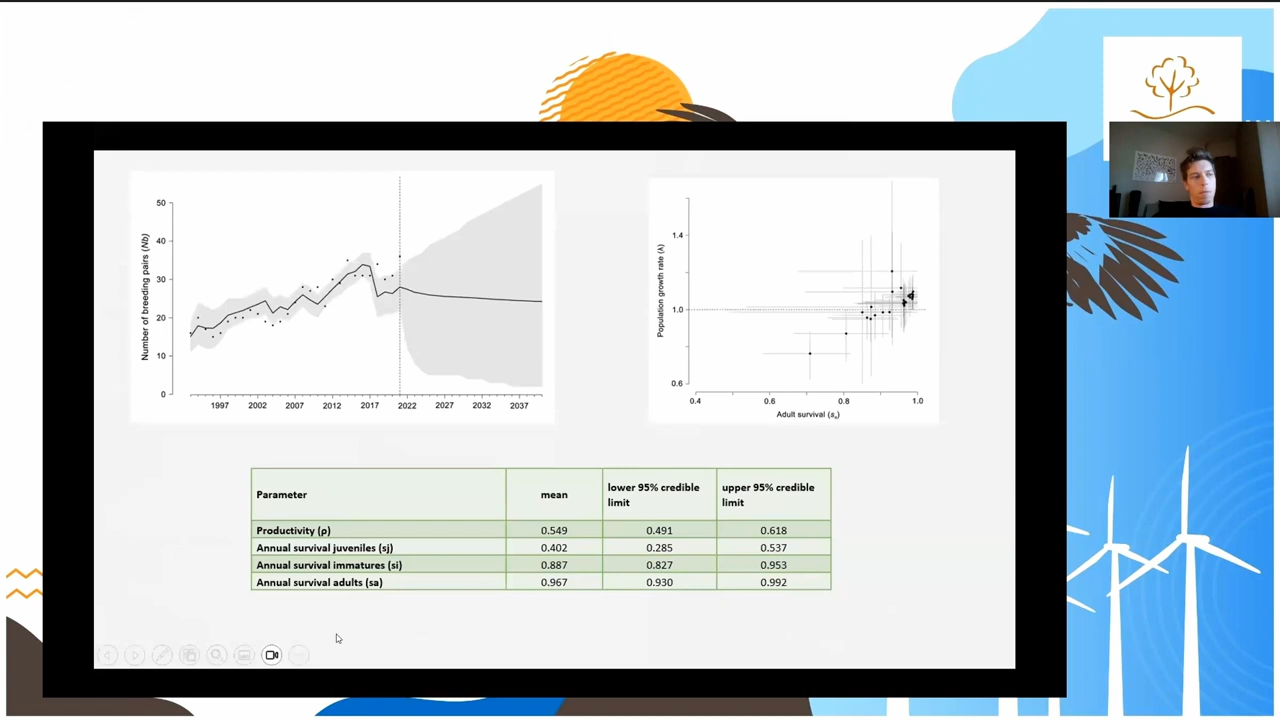 50
40
30
20
10
0
Number of breeding pairs (Nb)
1997 2002 2007 2012 2017 2022 2027 2032 2037
1.4
1.0
0.6
Population growth rate (λ)
0.4 0.6 0.8 1.0
Adult survival (sₐ)
Parameter mean lower 95% credible limit upper 95% credible limit
Productivity (ρ) 0.549 0.491 0.618
Annual survival juveniles (sj) 0.402 0.285 0.537
Annual survival immatures (si) 0.887 0.827 0.953
Annual survival adults (sa) 0.967 0.930 0.992